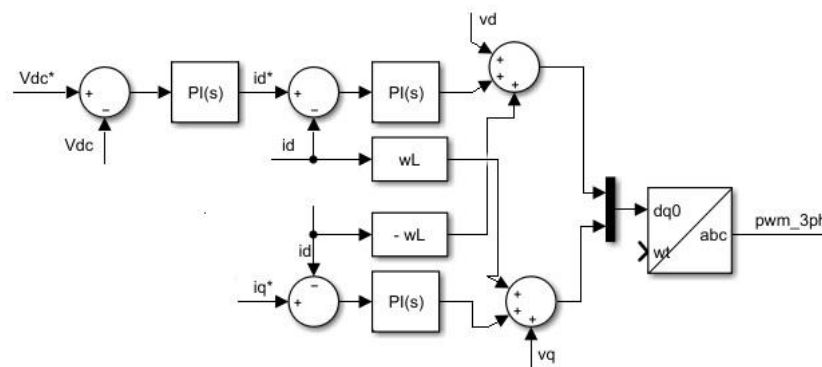 vd
Vdc*
+
−
Vdc
PI(s)
id*
+
−
PI(s)
+
+
+
id
wL
- wL
id
iq*
−
+
PI(s)
+
+
+
vq
dq0
wt
abc
pwm_3ph